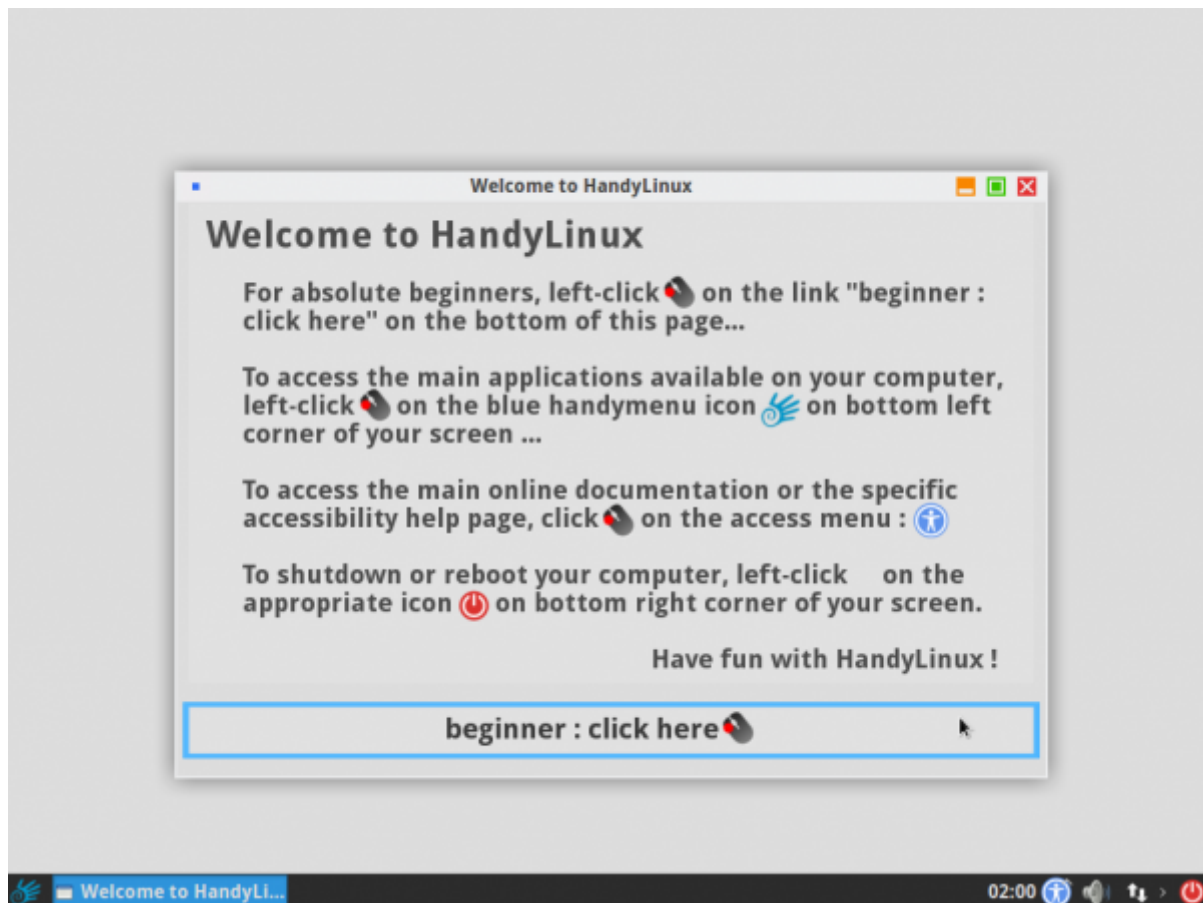 Welcome to HandyLinux
Welcome to HandyLinux
For absolute beginners, left-click on the link "beginner :
click here" on the bottom of this page...
To access the main applications available on your computer,
left-click on the blue handymenu icon on bottom left
corner of your screen ...
To access the main online documentation or the specific
accessibility help page, click on the access menu :
To shutdown or reboot your computer, left-click on the
appropriate icon on bottom right corner of your screen.
Have fun with HandyLinux !
beginner : click here
Welcome to HandyLi...
02:00